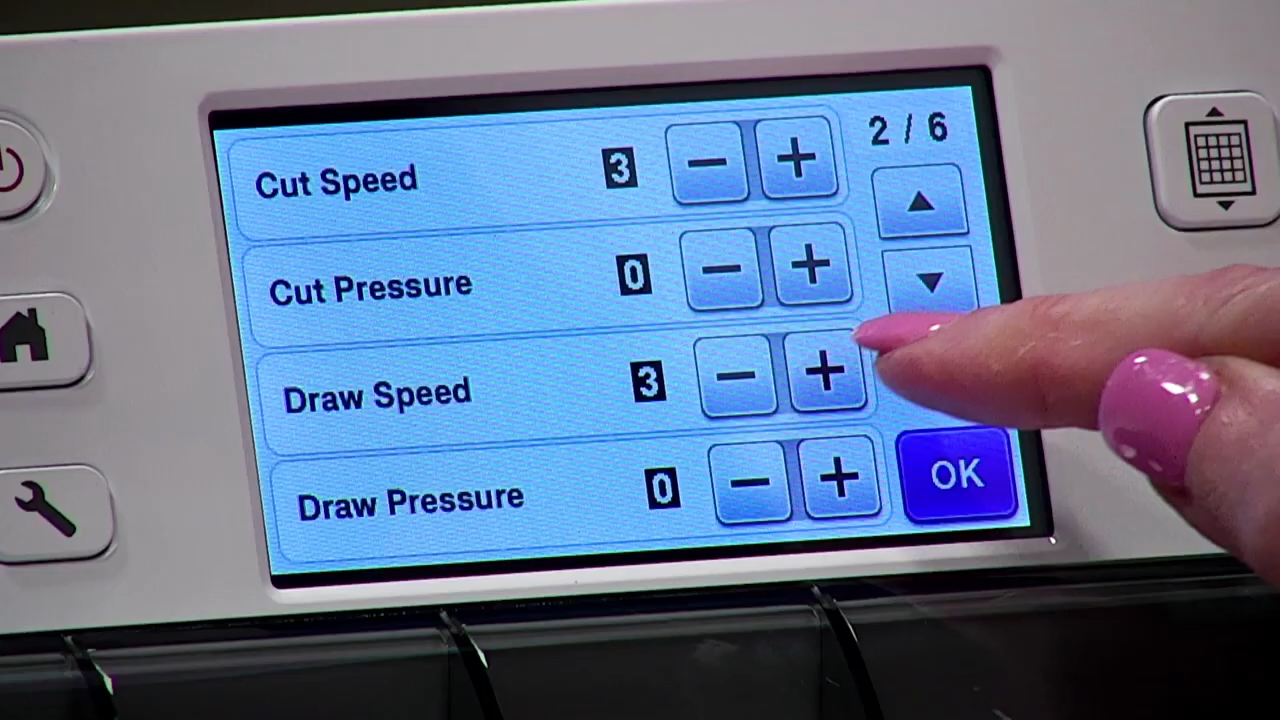 2 / 6
Cut Speed 3 − +
Cut Pressure 0 − +
Draw Speed 3 − +
Draw Pressure 0 − +
OK